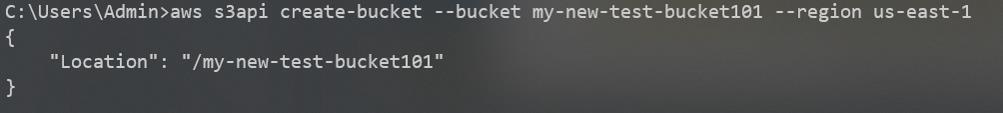 C:\Users\Admin>aws s3api create-bucket --bucket my-new-test-bucket101 --region us-east-1
{
    "Location": "/my-new-test-bucket101"
}